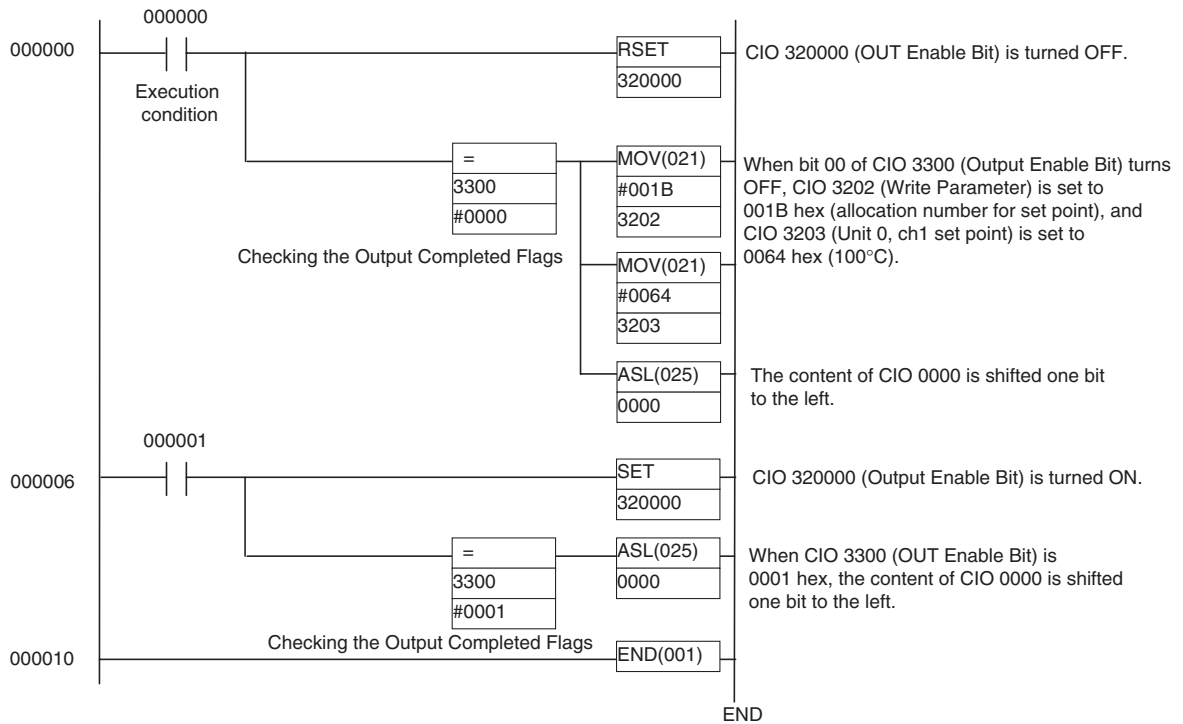 000000
000000
Execution
condition
RSET
320000
CIO 320000 (OUT Enable Bit) is turned OFF.
=
3300
#0000
Checking the Output Completed Flags
MOV(021)
#001B
3202
When bit 00 of CIO 3300 (Output Enable Bit) turns
OFF, CIO 3202 (Write Parameter) is set to
001B hex (allocation number for set point), and
CIO 3203 (Unit 0, ch1 set point) is set to
0064 hex (100°C).
MOV(021)
#0064
3203
ASL(025)
0000
The content of CIO 0000 is shifted one bit
to the left.
000001
000006
SET
320000
CIO 320000 (Output Enable Bit) is turned ON.
=
3300
#0001
Checking the Output Completed Flags
ASL(025)
0000
When CIO 3300 (OUT Enable Bit) is
0001 hex, the content of CIO 0000 is shifted
one bit to the left.
000010
END(001)
END